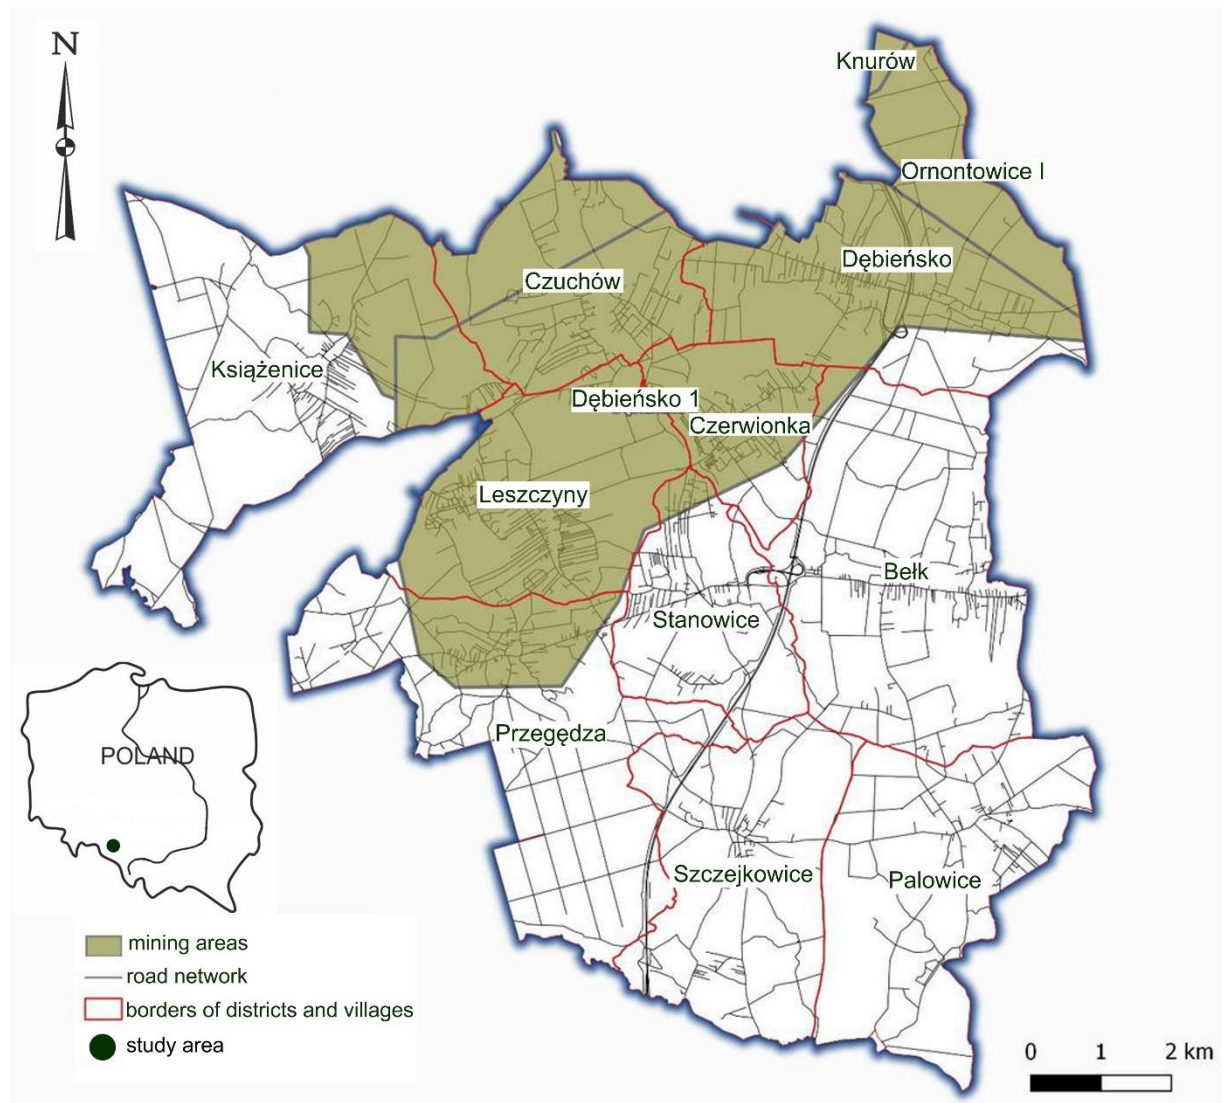 N
Knurów
Ornontowice I
Dębieńsko
Czuchów
Książenice
Dębieńsko 1
Czerwionka
Leszczyny
Bełk
Stanowice
Przegędza
POLAND
Szczejkowice
Palowice
mining areas
road network
borders of districts and villages
study area
0 1 2 km